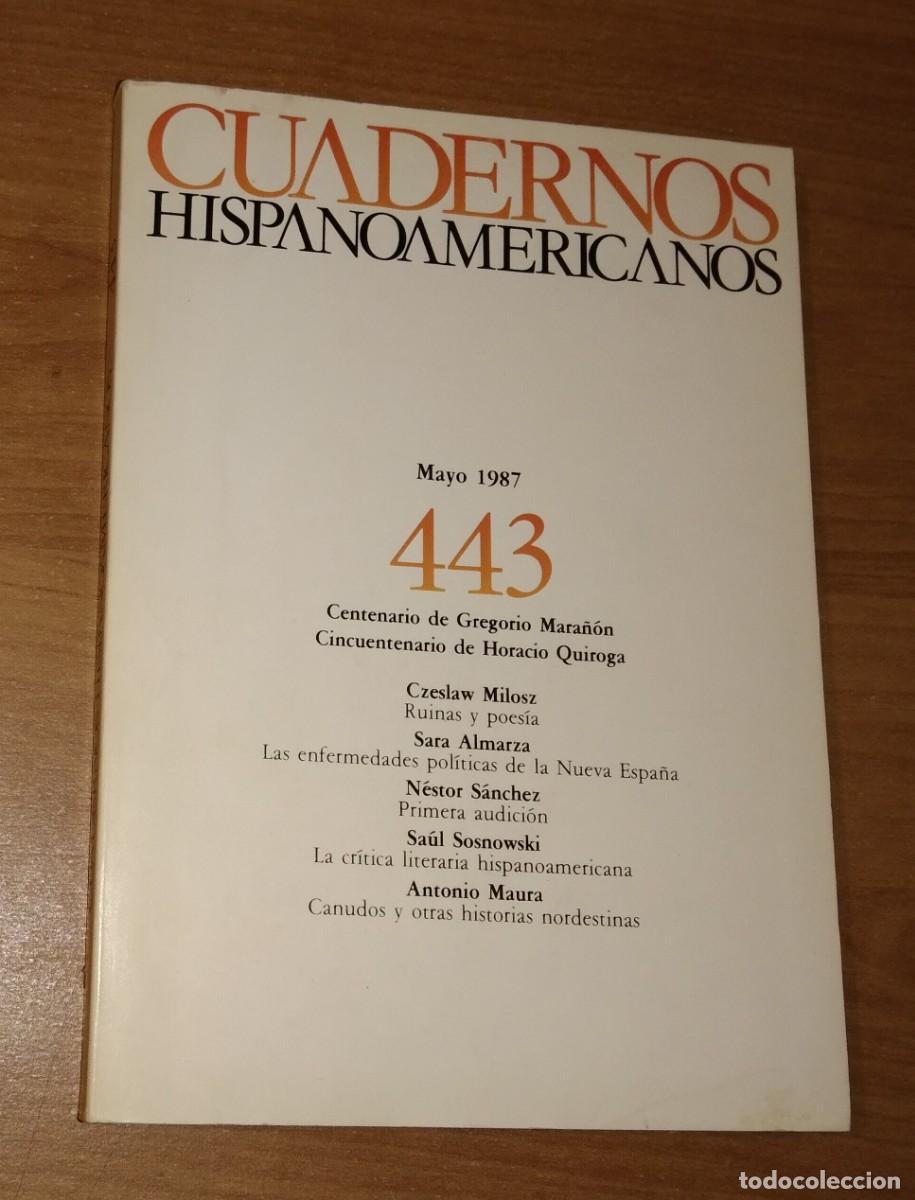 CUADERNOS
HISPANOAMERICANOS
Mayo 1987
443
Centenario de Gregorio Marañón
Cincuentenario de Horacio Quiroga
Czeslaw Milosz
Ruinas y poesía
Sara Almarza
Las enfermedades políticas de la Nueva España
Néstor Sánchez
Primera audición
Saúl Sosnowski
La crítica literaria hispanoamericana
Antonio Maura
Canudos y otras historias nordestinas
todocoleccion